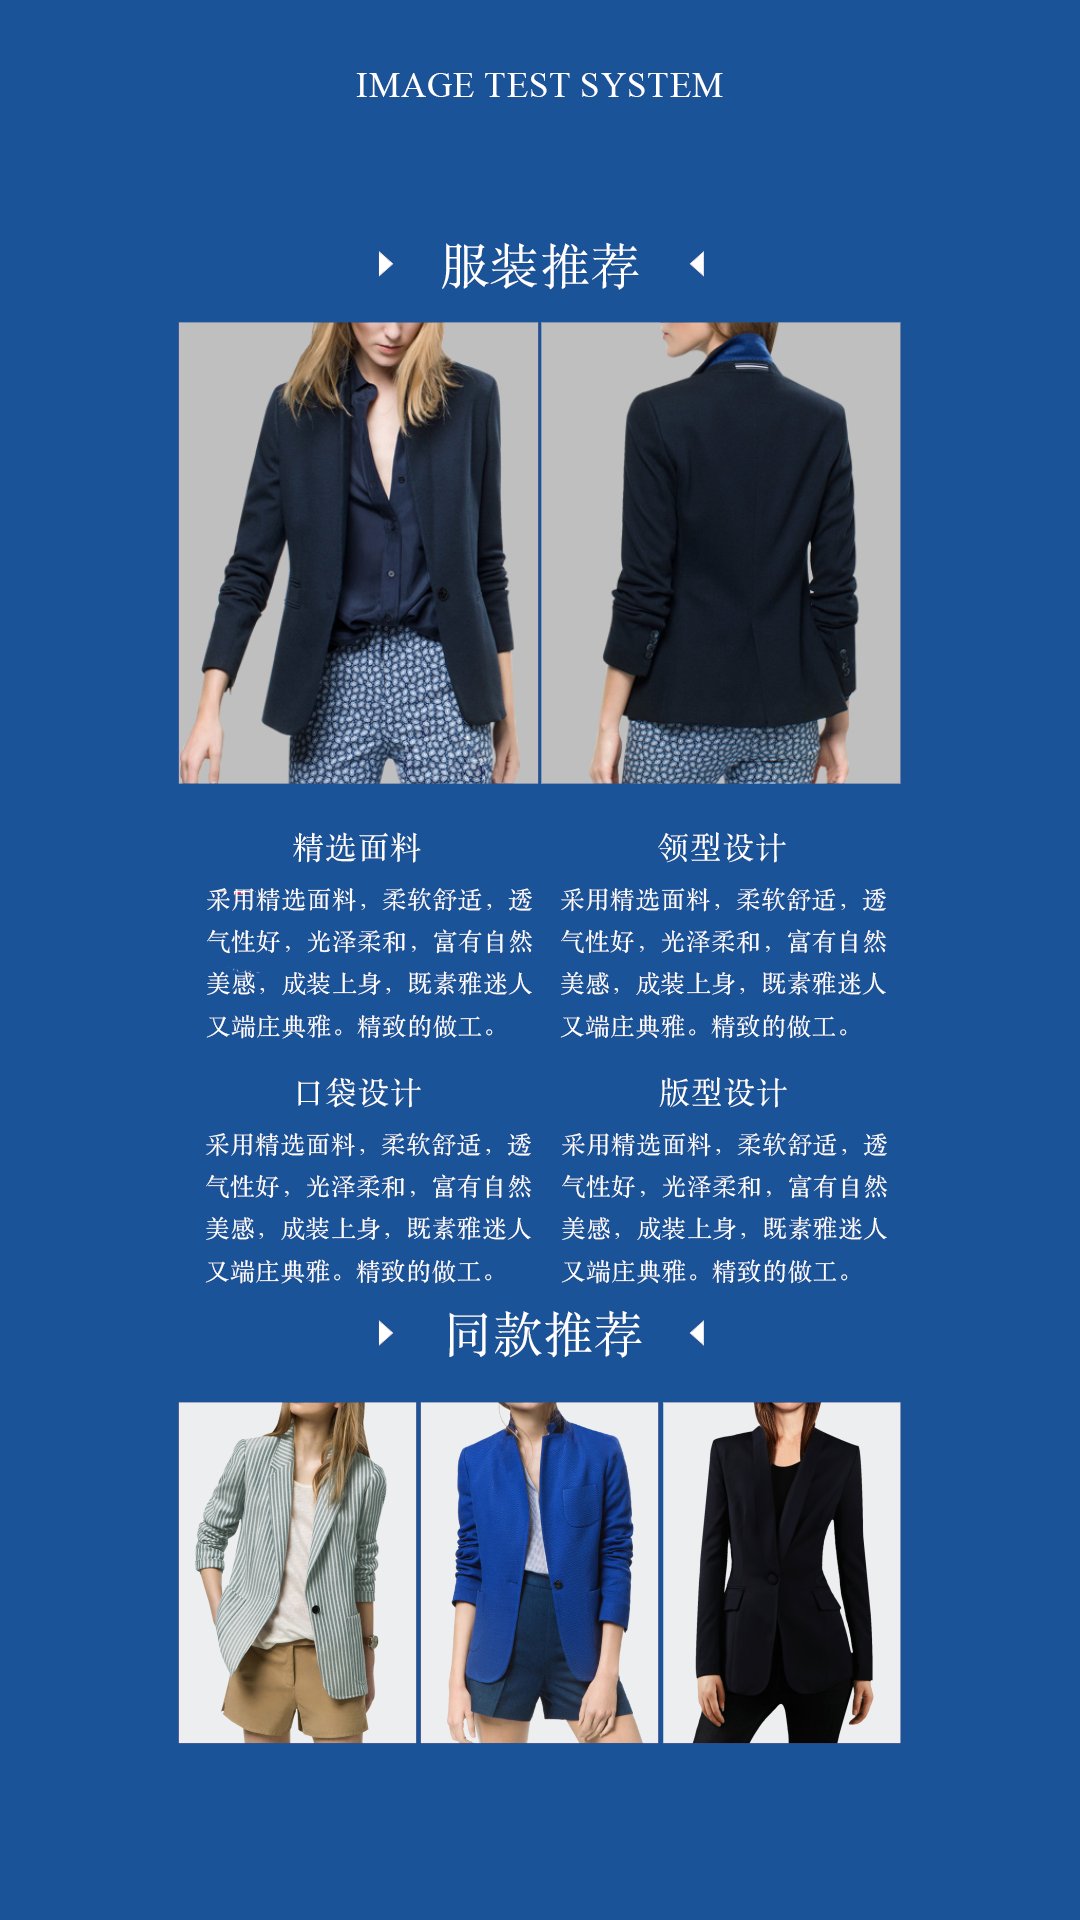 IMAGE TEST SYSTEM
服装推荐
精选面料
采用精选面料，柔软舒适，透
气性好，光泽柔和，富有自然
美感，成装上身，既素雅迷人
又端庄典雅。精致的做工。
领型设计
采用精选面料，柔软舒适，透
气性好，光泽柔和，富有自然
美感，成装上身，既素雅迷人
又端庄典雅。精致的做工。
口袋设计
采用精选面料，柔软舒适，透
气性好，光泽柔和，富有自然
美感，成装上身，既素雅迷人
又端庄典雅。精致的做工。
版型设计
采用精选面料，柔软舒适，透
气性好，光泽柔和，富有自然
美感，成装上身，既素雅迷人
又端庄典雅。精致的做工。
同款推荐